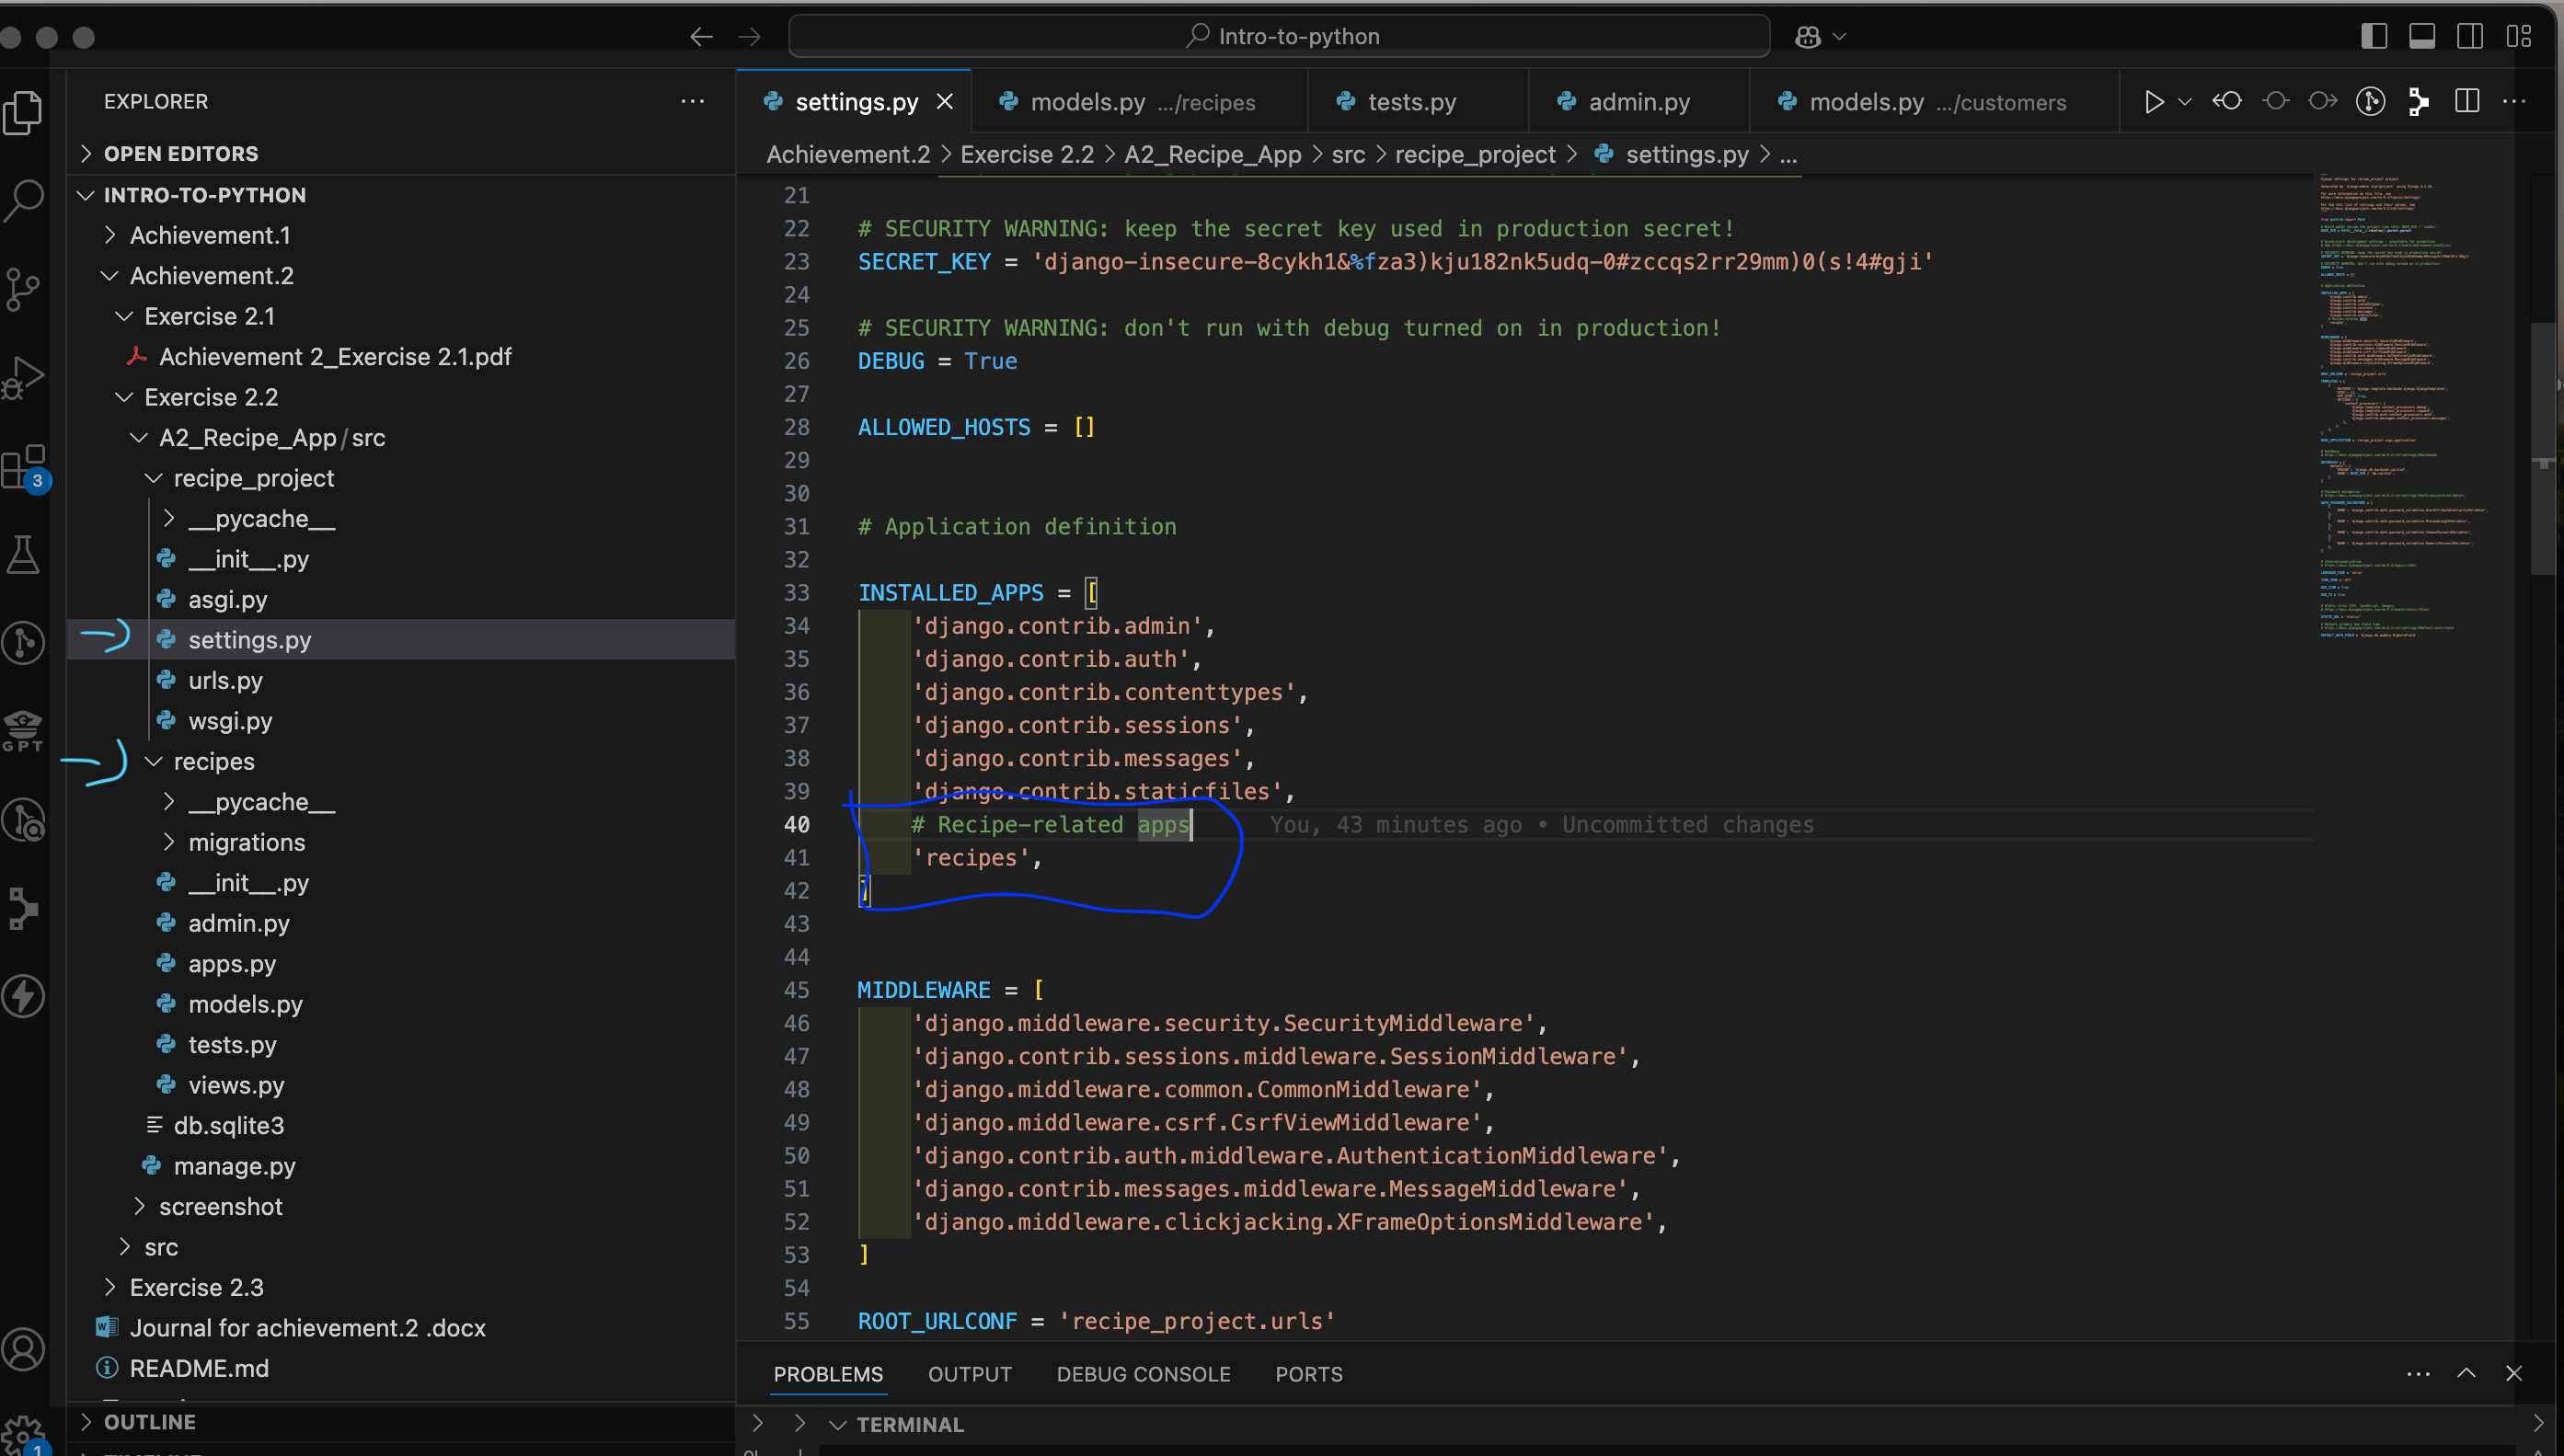 Intro-to-python
EXPLORER
OPEN EDITORS
INTRO-TO-PYTHON
Achievement.1
Achievement.2
Exercise 2.1
Achievement 2_Exercise 2.1.pdf
Exercise 2.2
A2_Recipe_App/src
recipe_project
__pycache__
__init__.py
asgi.py
settings.py
urls.py
wsgi.py
recipes
__pycache__
migrations
__init__.py
admin.py
apps.py
models.py
tests.py
views.py
db.sqlite3
manage.py
screenshot
src
Exercise 2.3
Journal for achievement.2 .docx
README.md
OUTLINE
3
GPT
1
settings.py
models.py .../recipes
tests.py
admin.py
models.py .../customers
Achievement.2 > Exercise 2.2 > A2_Recipe_App > src > recipe_project > settings.py > ...
21
22 # SECURITY WARNING: keep the secret key used in production secret!
23 SECRET_KEY = 'django-insecure-8cykh1&%fza3)kju182nk5udq-0#zccqs2rr29mm)0(s!4#gji'
24
25 # SECURITY WARNING: don't run with debug turned on in production!
26 DEBUG = True
27
28 ALLOWED_HOSTS = []
29
30
31 # Application definition
32
33 INSTALLED_APPS = [
34 'django.contrib.admin',
35 'django.contrib.auth',
36 'django.contrib.contenttypes',
37 'django.contrib.sessions',
38 'django.contrib.messages',
39 'django.contrib.staticfiles',
40 # Recipe-related apps You, 43 minutes ago • Uncommitted changes
41 'recipes',
42 ]
43
44
45 MIDDLEWARE = [
46 'django.middleware.security.SecurityMiddleware',
47 'django.contrib.sessions.middleware.SessionMiddleware',
48 'django.middleware.common.CommonMiddleware',
49 'django.middleware.csrf.CsrfViewMiddleware',
50 'django.contrib.auth.middleware.AuthenticationMiddleware',
51 'django.contrib.messages.middleware.MessageMiddleware',
52 'django.middleware.clickjacking.XFrameOptionsMiddleware',
53 ]
54
55 ROOT_URLCONF = 'recipe_project.urls'
PROBLEMS OUTPUT DEBUG CONSOLE PORTS
TERMINAL